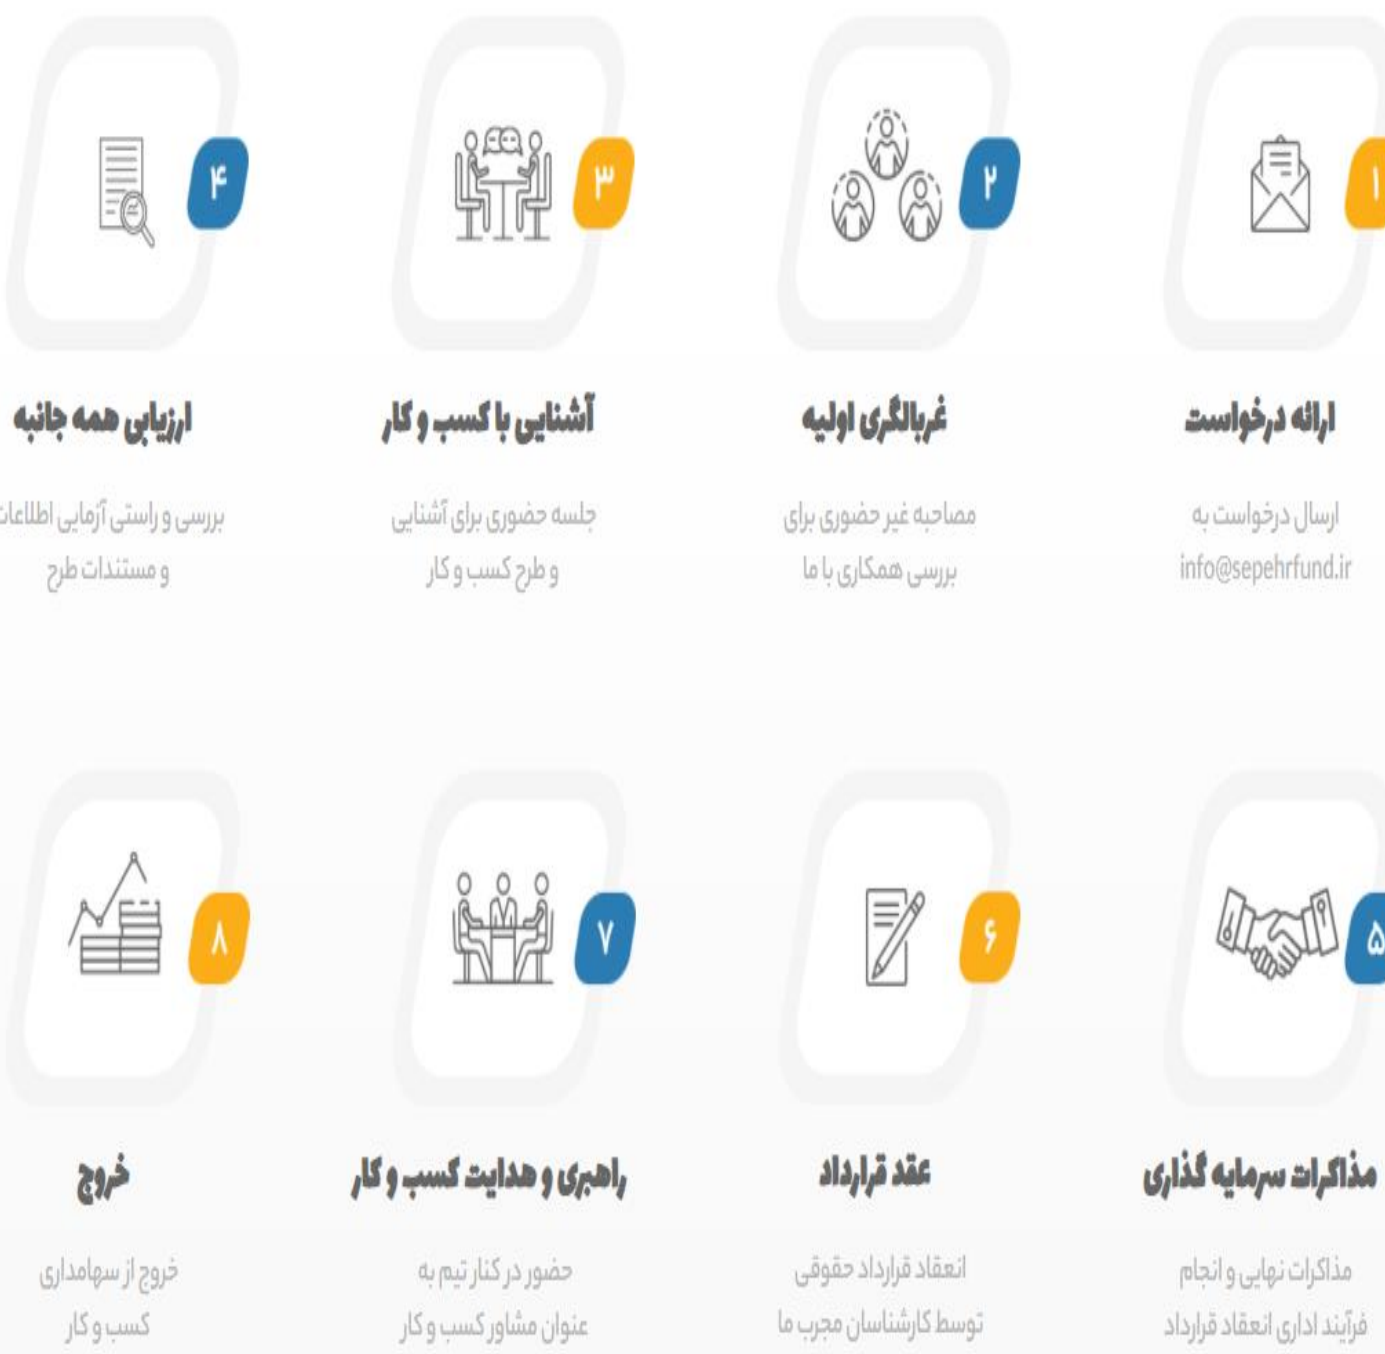 ۱
ارائه درخواست
ارسال درخواست به
info@sepehrfund.ir
۲
غربالگری اولیه
مصاحبه غیر حضوری برای
بررسی همکاری با ما
۳
آشنایی با کسب و کار
جلسه حضوری برای آشنایی
و طرح کسب و کار
۴
ارزیابی همه جانبه
بررسی و راستی آزمایی اطلاعات
و مستندات طرح
۵
مذاکرات سرمایه گذاری
مذاکرات نهایی و انجام
فرآیند اداری انعقاد قرارداد
۶
عقد قرارداد
انعقاد قرارداد حقوقی
توسط کارشناسان مجرب ما
۷
راهبری و هدایت کسب و کار
حضور در کنار تیم به
عنوان مشاور کسب و کار
۸
خروج
خروج از سهامداری
کسب و کار